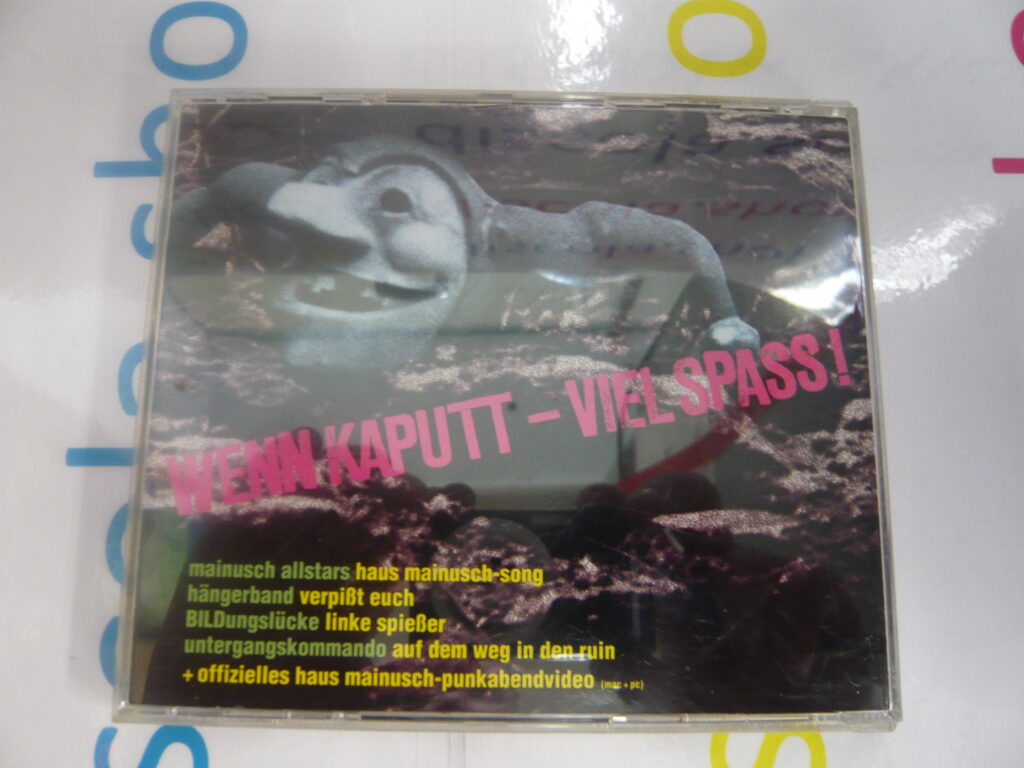 WENN KAPUTT – VIEL SPASS!
mainusch allstars haus mainusch-song
hängerband verpißt euch
BILDungslücke linke spießer
untergangskommando auf dem weg in den ruin
+ offizielles haus mainusch-punkabendvideo (mac + pc)